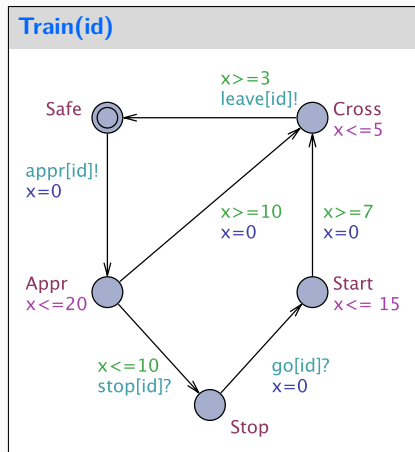 Train(id)
x>=3
leave[id]!
Safe
Cross
x<=5
appr[id]!
x=0
x>=10
x=0
x>=7
x=0
Appr
x<=20
Start
x<= 15
x<=10
stop[id]?
go[id]?
x=0
Stop